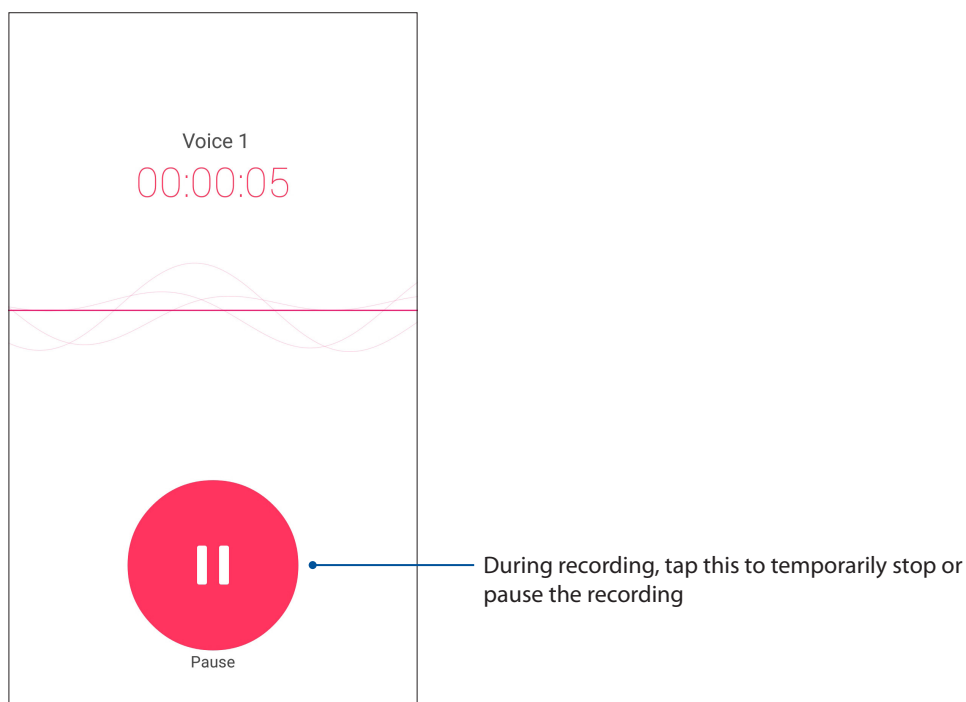 Voice 1
00:00:05
During recording, tap this to temporarily stop or
pause the recording
Pause